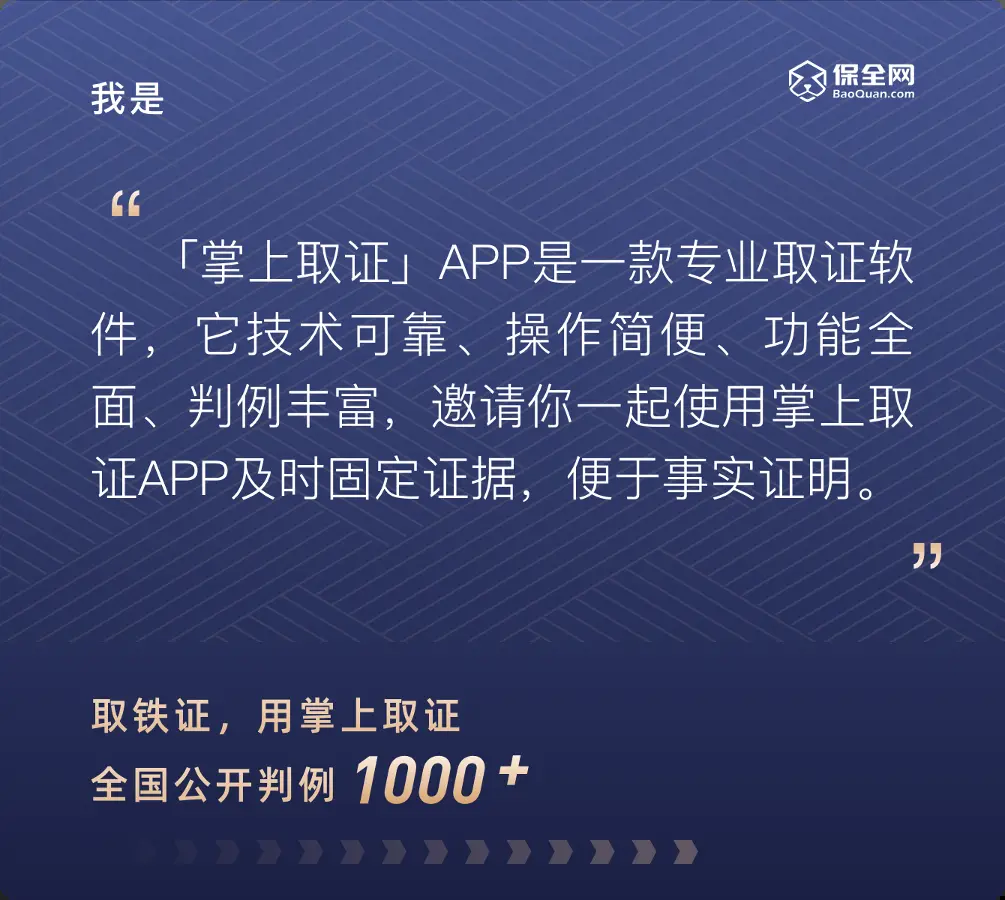 我是
保全网
BaoQuan.com
“
「掌上取证」APP是一款专业取证软
件，它技术可靠、操作简便、功能全
面、判例丰富，邀请你一起使用掌上取
证APP及时固定证据，便于事实证明。
”
取铁证，用掌上取证
全国公开判例 1000+